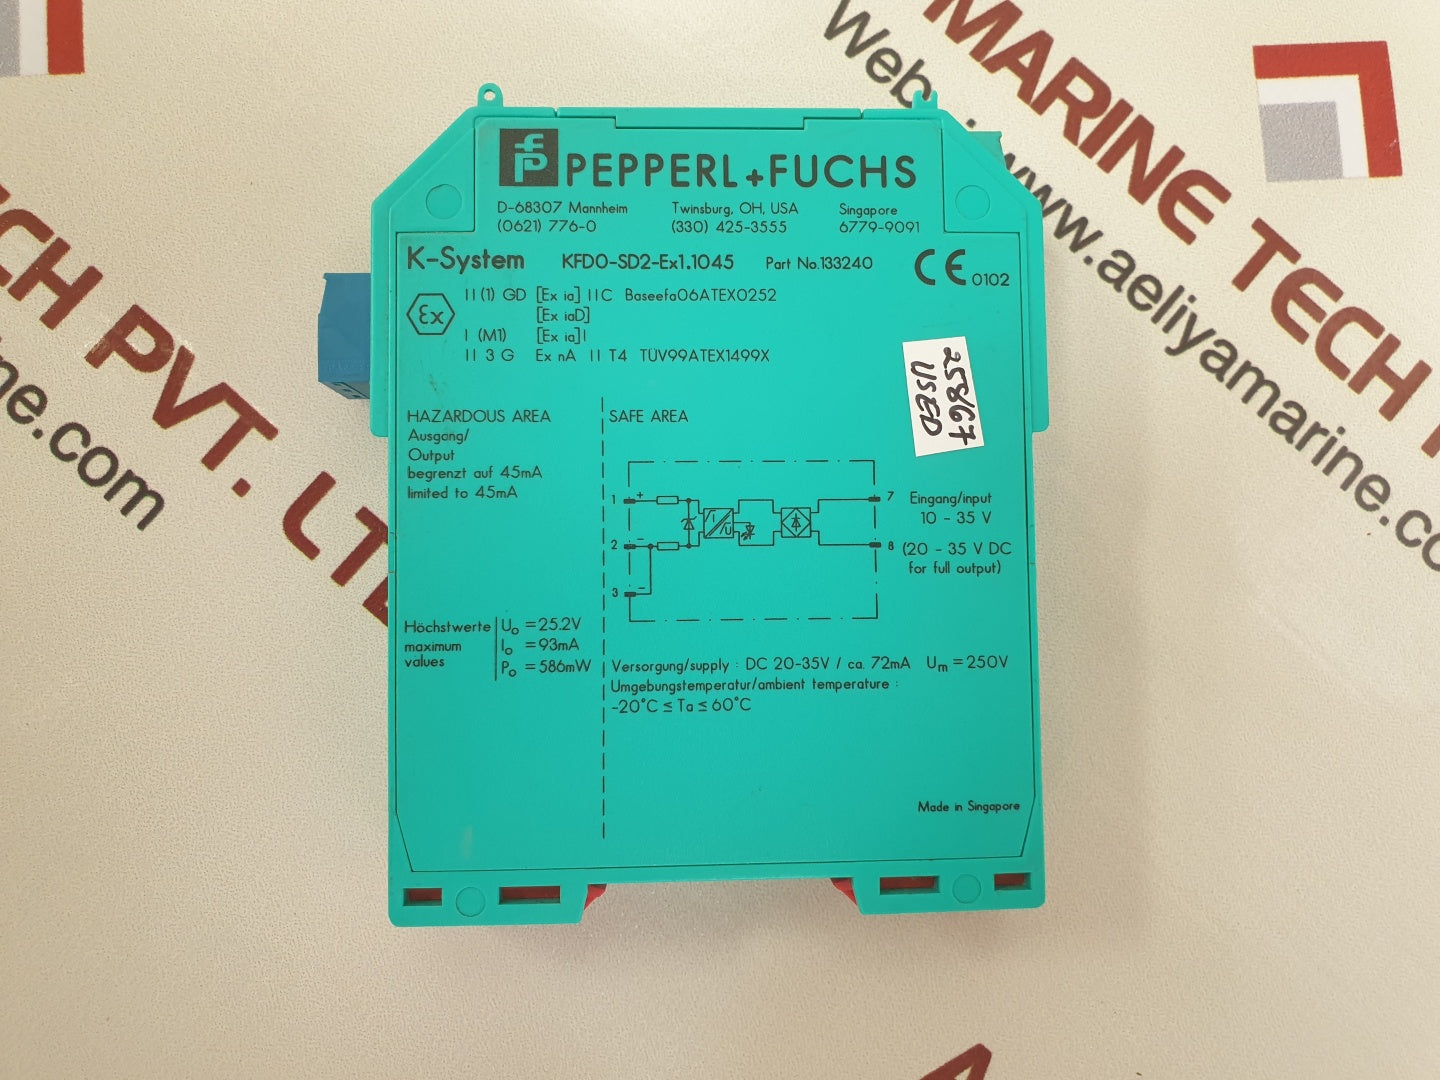 PEPPERL+FUCHS
D-68307 Mannheim Twinsburg, OH, USA Singapore
(0621) 776-0 (330) 425-3555 6779-9091
K-System KFD0-SD2-Ex1.1045 Part No.133240 CE 0102
Ex II (1) GD [Ex ia] IIC Baseefa06ATEX0252
[Ex iaD]
I (M1) [Ex ia] I
II 3 G Ex nA II T4 TÜV99ATEX1499X
25867
USED
HAZARDOUS AREA
Ausgang/
Output
begrenzt auf 45mA
limited to 45mA
Höchstwerte
maximum
values
Uo =25.2V
Io =93mA
Po =586mW
SAFE AREA
1 +
2 −
3 −
I/U
7 Eingang/input
10 - 35 V
8 (20 - 35 V DC
for full output)
Versorgung/supply : DC 20-35V / ca. 72mA Um =250V
Umgebungstemperatur/ambient temperature :
-20°C ≤ Ta ≤ 60°C
Made in Singapore
MARINE TECH
www.aeliyamarine.co
TECH PVT. LT
ine.com